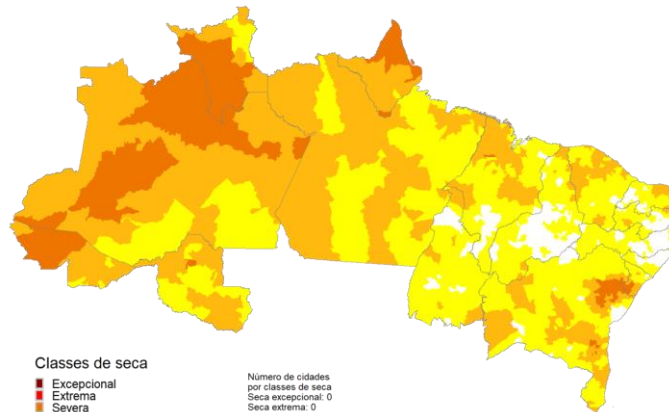 Classes de seca
Excepcional
Extrema
Severa
Número de cidades
por classes de seca
Seca excepcional: 0
Seca extrema: 0